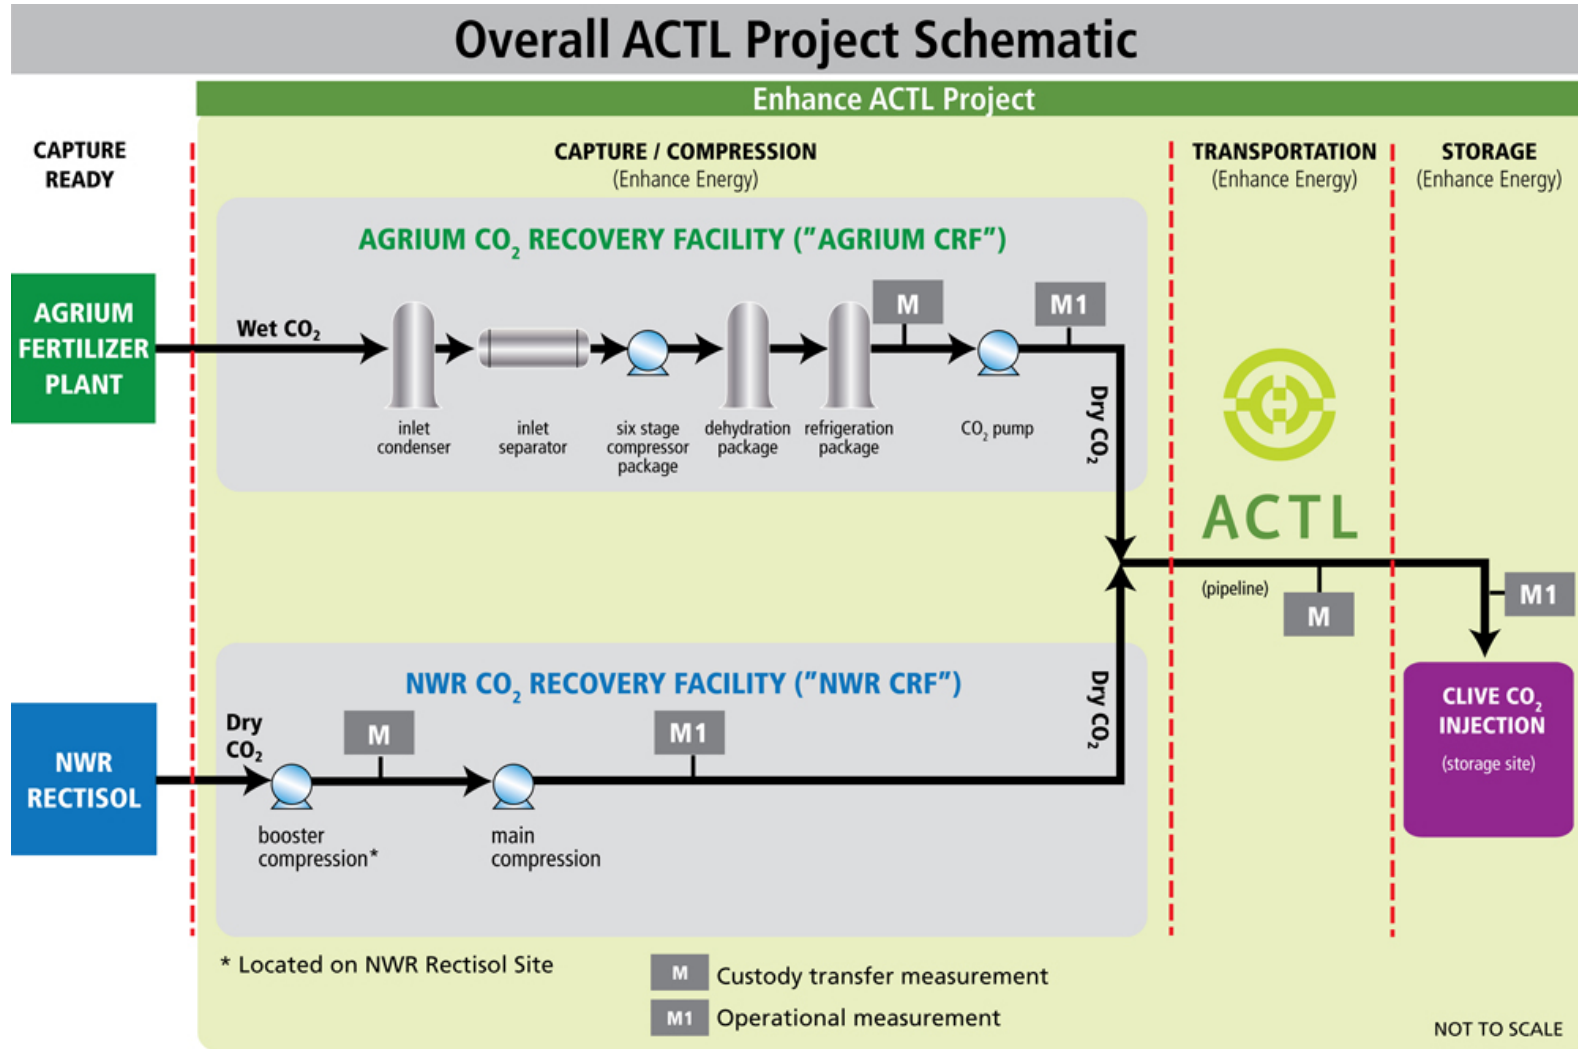 Overall ACTL Project Schematic
Enhance ACTL Project
CAPTURE
READY
CAPTURE / COMPRESSION
(Enhance Energy)
TRANSPORTATION
(Enhance Energy)
STORAGE
(Enhance Energy)
AGRIUM CO₂ RECOVERY FACILITY ("AGRIUM CRF")
AGRIUM
FERTILIZER
PLANT
Wet CO₂
M
M1
inlet
condenser
inlet
separator
six stage
compressor
package
dehydration
package
refrigeration
package
CO₂ pump
Dry CO₂
ACTL
(pipeline)
M
M1
NWR CO₂ RECOVERY FACILITY ("NWR CRF")
NWR
RECTISOL
Dry
CO₂
M
M1
booster
compression*
main
compression
Dry CO₂
CLIVE CO₂
INJECTION
(storage site)
* Located on NWR Rectisol Site
M Custody transfer measurement
M1 Operational measurement
NOT TO SCALE